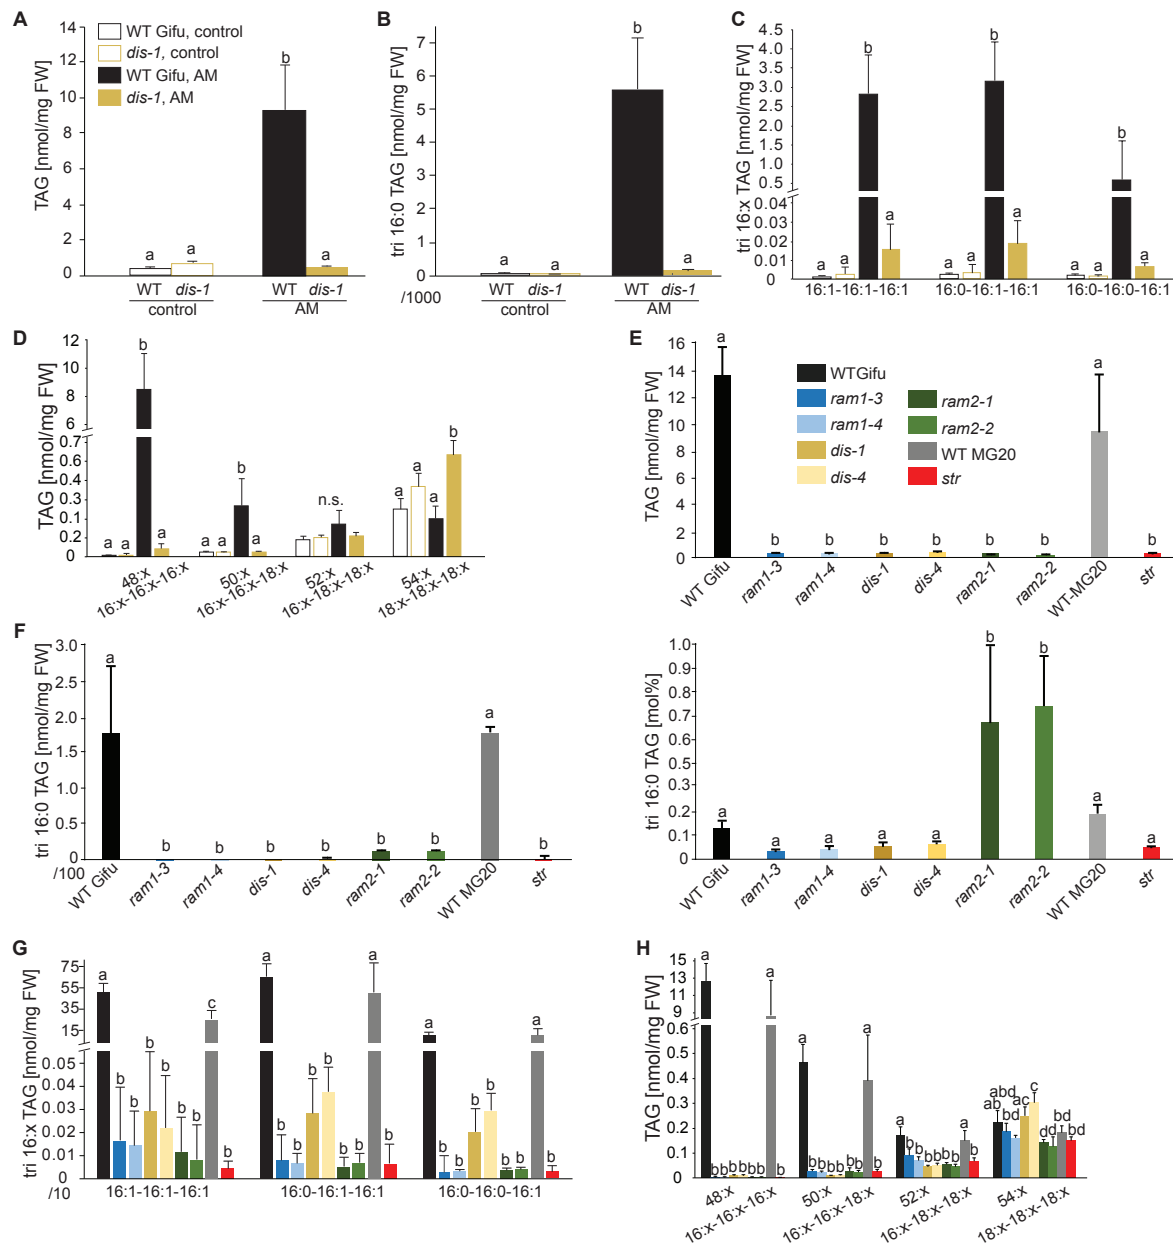 A
TAG [nmol/mg FW]
14
12
10
8
6
4
2
0
WT Gifu, control
dis-1, control
WT Gifu, AM
dis-1, AM
a
a
b
a
WT dis-1
WT dis-1
control
AM
B
tri 16:0 TAG [nmol/mg FW]
7
6
5
4
3
2
1
0
/1000
a
a
b
a
WT dis-1
WT dis-1
control
AM
C
tri 16:x TAG [nmol/mg FW]
4.5
4.0
3.5
3.0
2.5
2.0
1.5
1.0
0.5
0.04
0.03
0.02
0.01
0
a a b a
a a b a
a a b a
16:1-16:1-16:1
16:0-16:1-16:1
16:0-16:0-16:1
D
TAG [nmol/mg FW]
12
10
8
6
0.7
0.6
0.4
0.1
0.2
0
a a b a
a a b a
n.s.
a a a b
48:x
16:x-16:x-16:x
50:x
16:x-16:x-18:x
52:x
16:x-18:x-18:x
54:x
18:x-18:x-18:x
E
TAG [nmol/mg FW]
16
14
12
10
8
6
4
2
0
WTGifu
ram1-3
ram1-4
dis-1
dis-4
ram2-1
ram2-2
WT MG20
str
a b b b b b b a b
WT Gifu
ram1-3
ram1-4
dis-1
dis-4
ram2-1
ram2-2
WT-MG20
str
F
tri 16:0 TAG [nmol/mg FW]
3.0
2.5
2.0
1.5
1.0
0.5
0
/100
a b b b b b b a b
WT Gifu
ram1-3
ram1-4
dis-1
dis-4
ram2-1
ram2-2
WT MG20
str
tri 16:0 TAG [mol%]
1.0
0.9
0.8
0.7
0.6
0.3
0.2
0.1
0
a a a a a b b a a
WT Gifu
ram1-3
ram1-4
dis-1
dis-4
ram2-1
ram2-2
WT MG20
str
G
tri 16:x TAG [nmol/mg FW]
75
55
35
15
0.05
0.04
0.03
0.02
0.01
0
/10
a b b b b b b c b
a b b b b b b a b
a b b b b b b a b
16:1-16:1-16:1
16:0-16:1-16:1
16:0-16:0-16:1
H
TAG [nmol/mg FW]
15
13
11
9
0.6
0.5
0.4
0.3
0.2
0.1
0
a b b b b b b a b
a b b b b b b a b
a b b b b b b a b
ab abd bd ac c d d bd bd
48:x
16:x-16:x-16:x
50:x
16:x-16:x-18:x
52:x
16:x-18:x-18:x
54:x
18:x-18:x-18:x